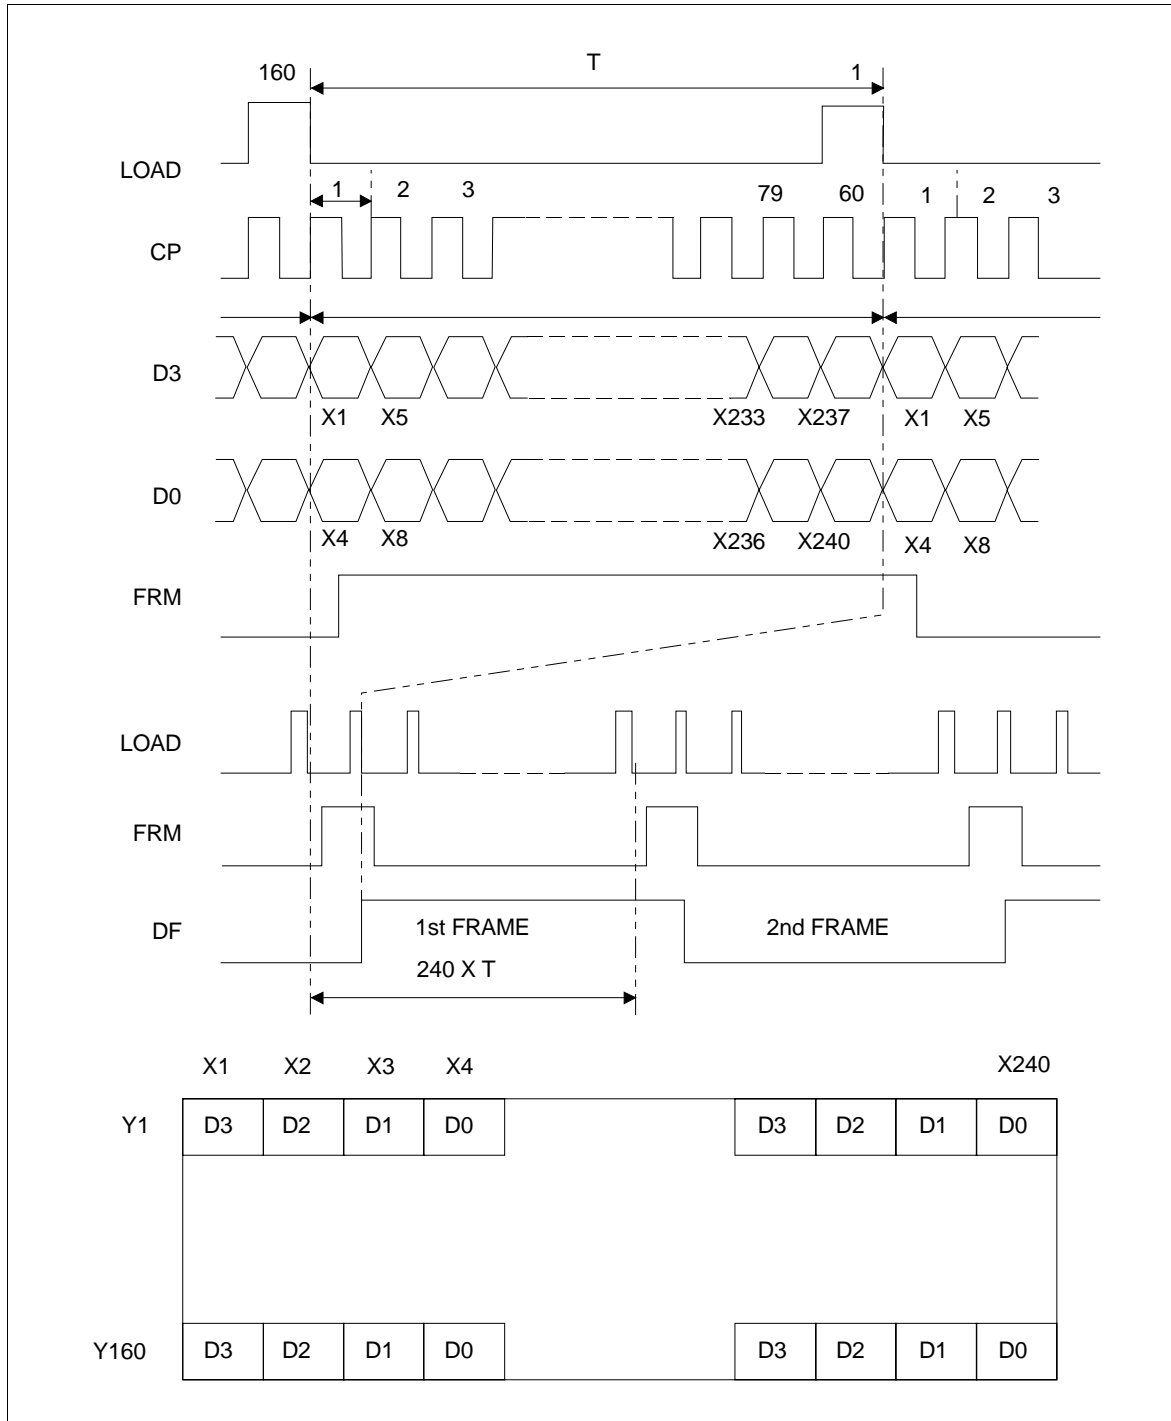 160 T 1
LOAD
1 2 3 79 60 1 2 3
CP
D3
X1 X5 X233 X237 X1 X5
D0
X4 X8 X236 X240 X4 X8
FRM
LOAD
FRM
DF 1st FRAME 2nd FRAME
240 X T
X1 X2 X3 X4 X240
Y1 D3 D2 D1 D0 D3 D2 D1 D0
Y160 D3 D2 D1 D0 D3 D2 D1 D0